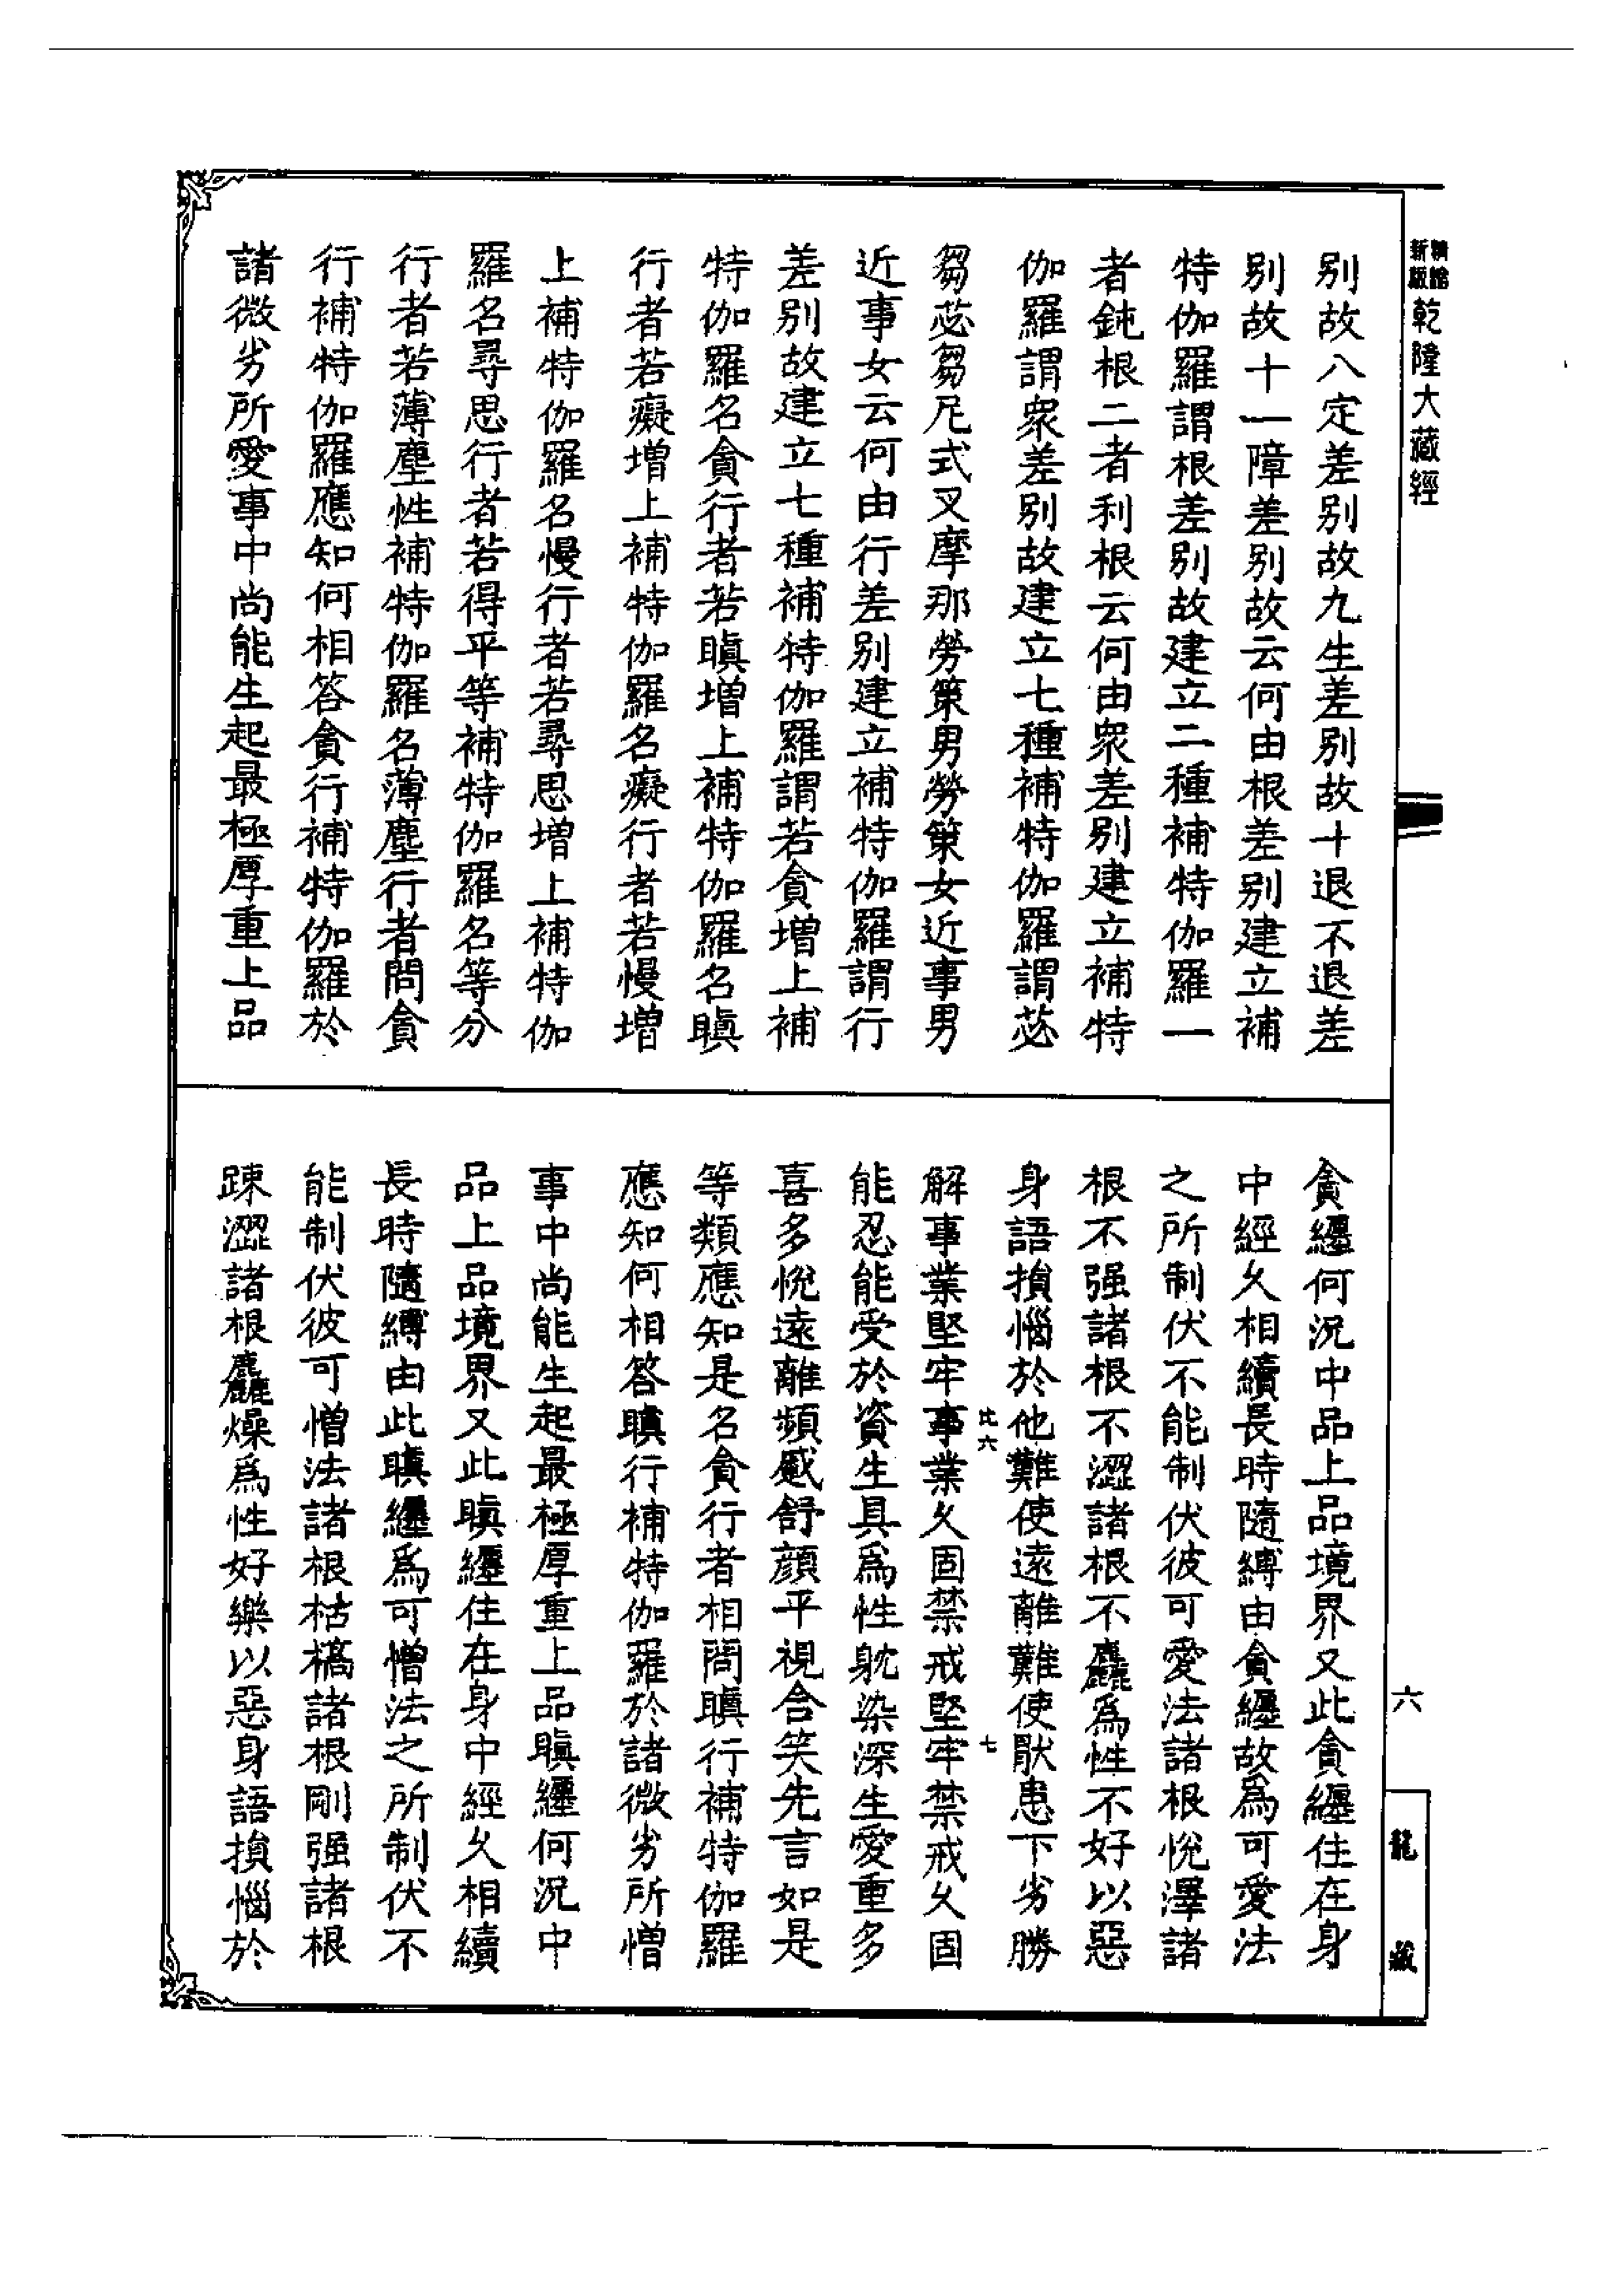 新版精縮乾隆大藏經
別故八定差別故九生差別故十退不退差
別故十一障差別故云何由根差別建立補
特伽羅謂根差別故建立二種補特伽羅一
者鈍根二者利根云何由衆差別建立補特
伽羅謂衆差別故建立七種補特伽羅謂苾
芻苾芻尼式叉摩那勞策男勞策女近事男
近事女云何由行差別建立補特伽羅謂行
差別故建立七種補特伽羅謂若貪增上補
特伽羅名貪行者若瞋增上補特伽羅名瞋
行者若癡增上補特伽羅名癡行者若慢增
上補特伽羅名慢行者若尋思增上補特伽
羅名尋思行者若得平等補特伽羅名等分
行者若薄塵性補特伽羅名薄塵行者問貪
行補特伽羅應知何相答貪行補特伽羅於
諸微劣所愛事中尚能生起最極厚重上品
貪纏何況中品上品境界又此貪纏住在身
中經久相續長時隨縛由貪纏故爲可愛法
之所制伏不能制伏彼可愛法諸根悅澤諸
根不强諸根不澀諸根不麤爲性不好以惡
身語損惱於他難使遠離難使厭患下劣勝
解事業堅牢事業久固禁戒堅牢禁戒久固
能忍能受於資生具爲性躭染深生愛重多
喜多悅遠離頻慼舒顏平視含笑先言如是
等類應知是名貪行者相問瞋行補特伽羅
應知何相答瞋行補特伽羅於諸微劣所憎
事中尚能生起最極厚重上品瞋纏何況中
品上品境界又此瞋纏住在身中經久相續
長時隨縛由此瞋纏爲可憎法之所制伏不
能制伏彼可憎法諸根枯槁諸根剛强諸根
踈澀諸根麤燥爲性好樂以惡身語損惱於
比六
七
六
龍藏